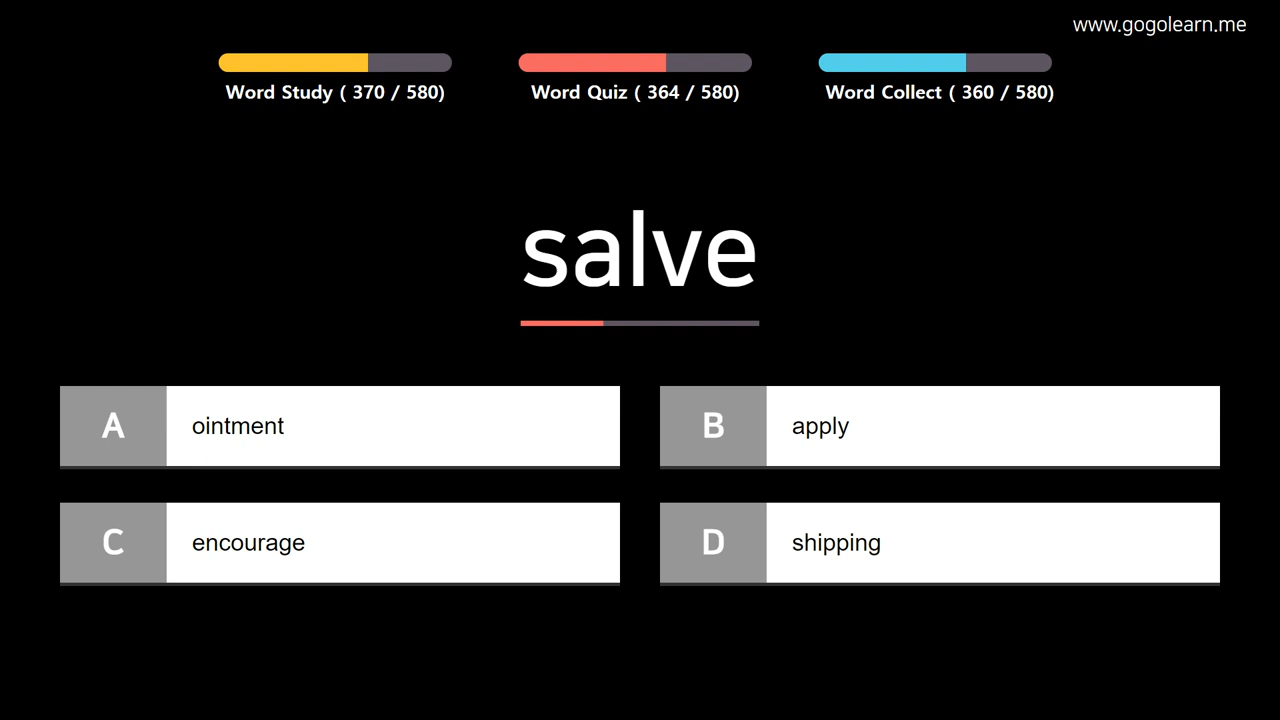 www.gogolearn.me
Word Study ( 370 / 580)
Word Quiz ( 364 / 580)
Word Collect ( 360 / 580)
salve
A ointment
B apply
C encourage
D shipping